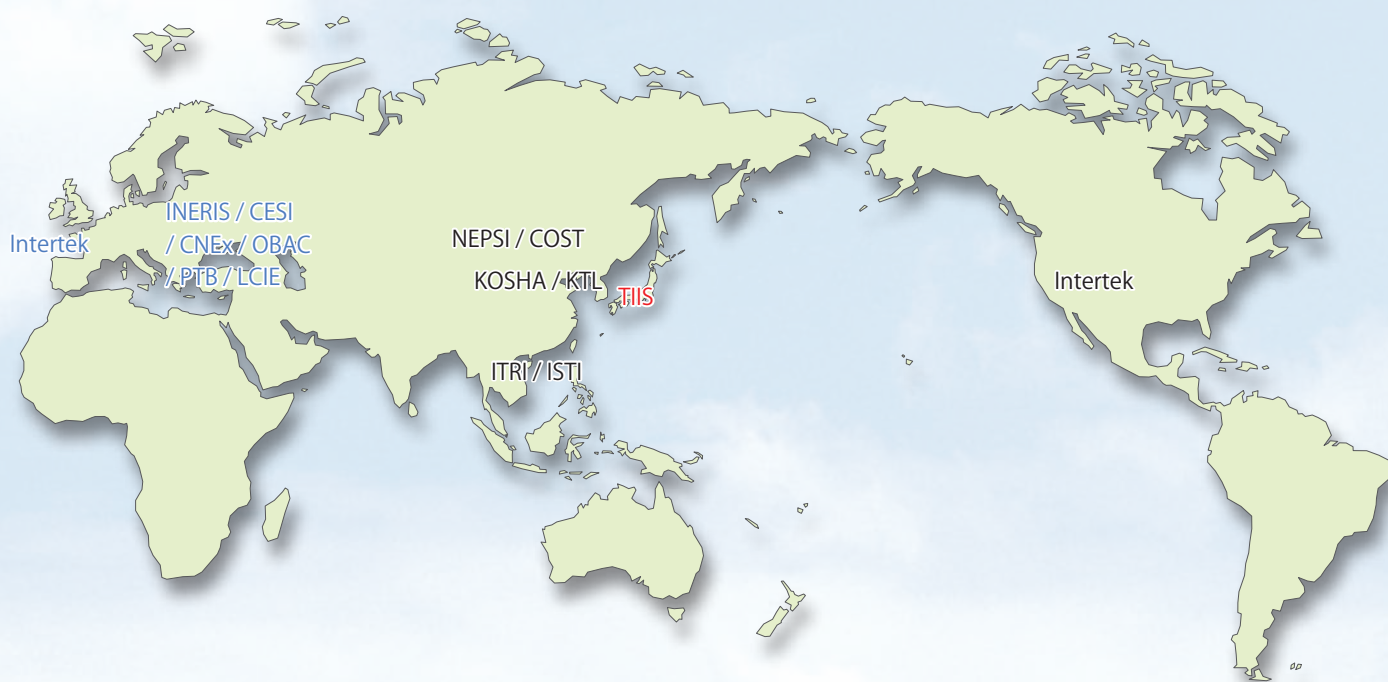 INERIS / CESI
Intertek
/ CNEx / OBAC
/ PTB / LCIE
NEPSI / COST
KOSHA / KTL
TIIS
ITRI / ISTI
Intertek